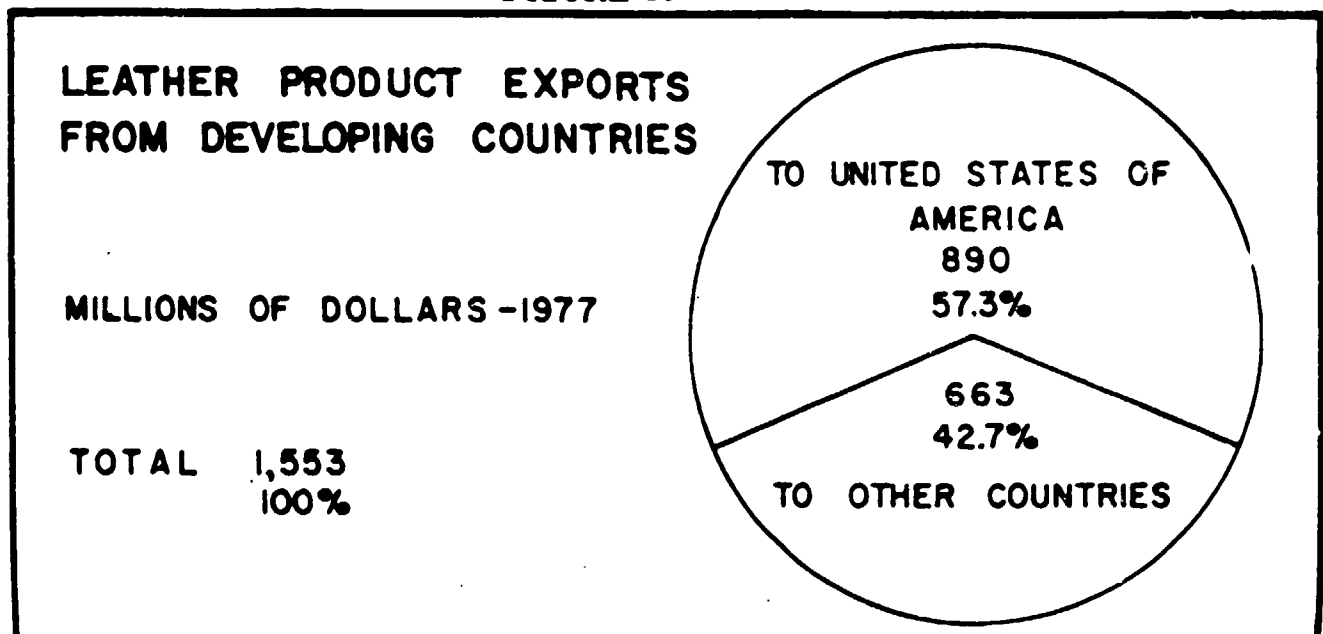 LEATHER PRODUCT EXPORTS
FROM DEVELOPING COUNTRIES
MILLIONS OF DOLLARS -1977
TOTAL 1,553
100%
TO UNITED STATES OF
AMERICA
890
57.3%
663
42.7%
TO OTHER COUNTRIES